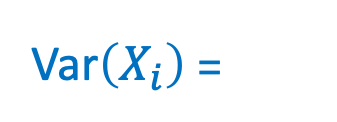 Var(Xᵢ) =